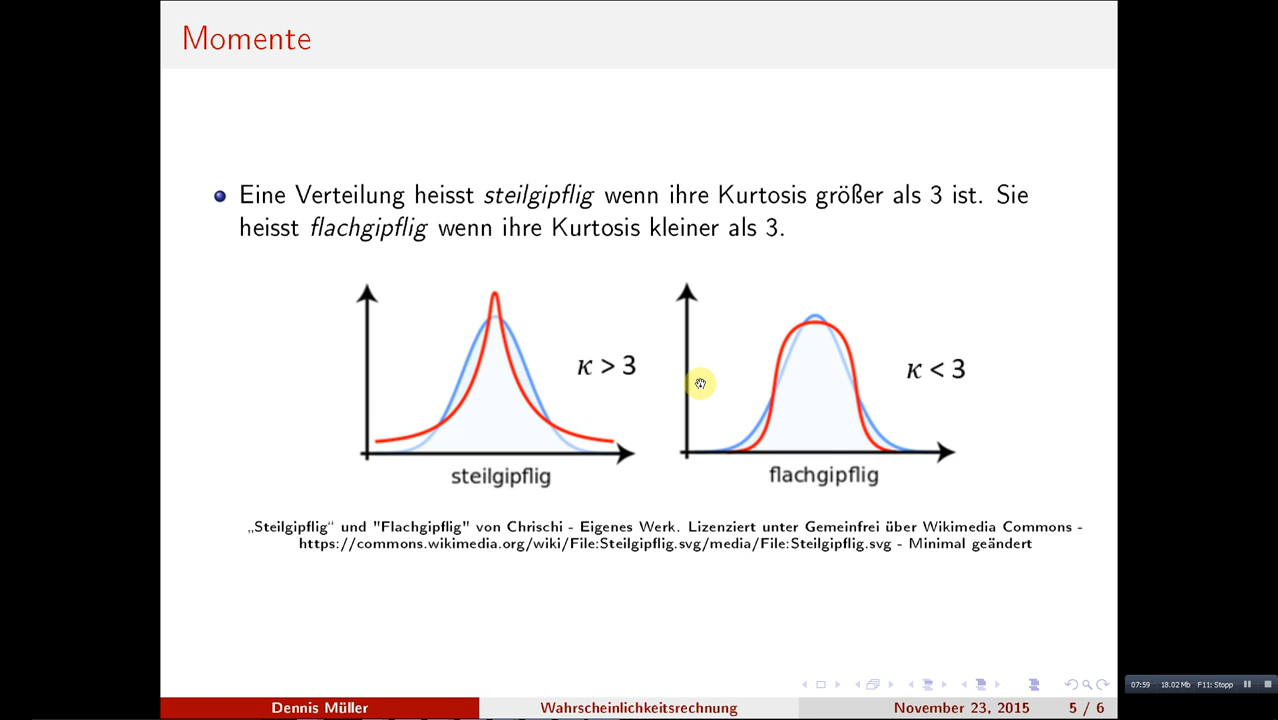 Momente
Eine Verteilung heisst steilgipflig wenn ihre Kurtosis größer als 3 ist. Sie
heisst flachgipflig wenn ihre Kurtosis kleiner als 3.
κ > 3
κ < 3
steilgipflig
flachgipflig
„Steilgipflig“ und "Flachgipflig" von Chrischi - Eigenes Werk. Lizenziert unter Gemeinfrei über Wikimedia Commons -
https://commons.wikimedia.org/wiki/File:Steilgipflig.svg/media/File:Steilgipflig.svg - Minimal geändert
07:59 18.02 Mb F11: Stopp
Dennis Müller Wahrscheinlichkeitsrechnung November 23, 2015 5 / 6